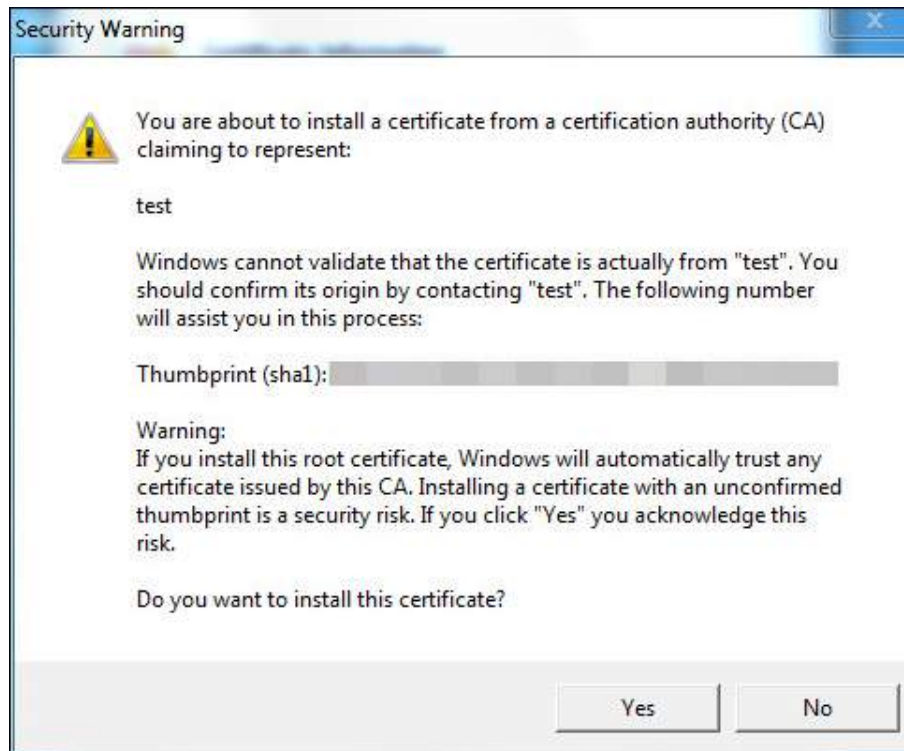 Security Warning
You are about to install a certificate from a certification authority (CA)
claiming to represent:
test
Windows cannot validate that the certificate is actually from "test". You
should confirm its origin by contacting "test". The following number
will assist you in this process:
Thumbprint (sha1):
Warning:
If you install this root certificate, Windows will automatically trust any
certificate issued by this CA. Installing a certificate with an unconfirmed
thumbprint is a security risk. If you click "Yes" you acknowledge this
risk.
Do you want to install this certificate?
Yes
No